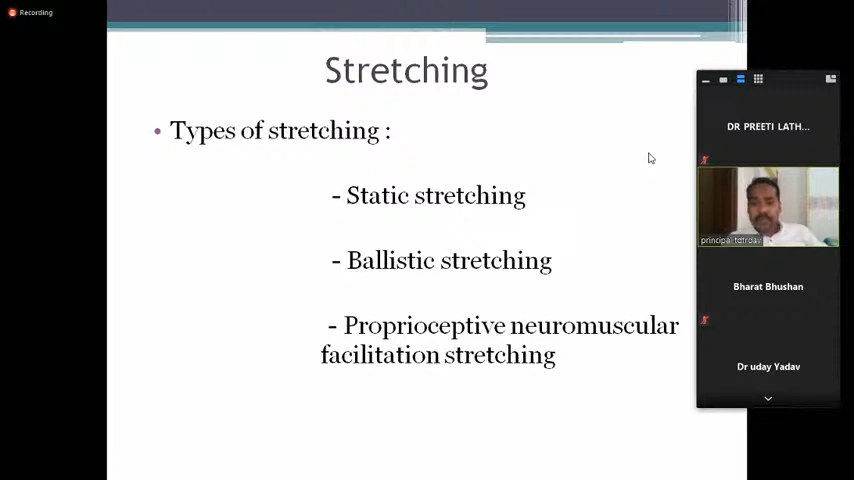 Recording
Stretching
• Types of stretching :
- Static stretching
- Ballistic stretching
- Proprioceptive neuromuscular
facilitation stretching
DR PREETI LATH...
principal tdtrdav
Bharat Bhushan
Dr uday Yadav